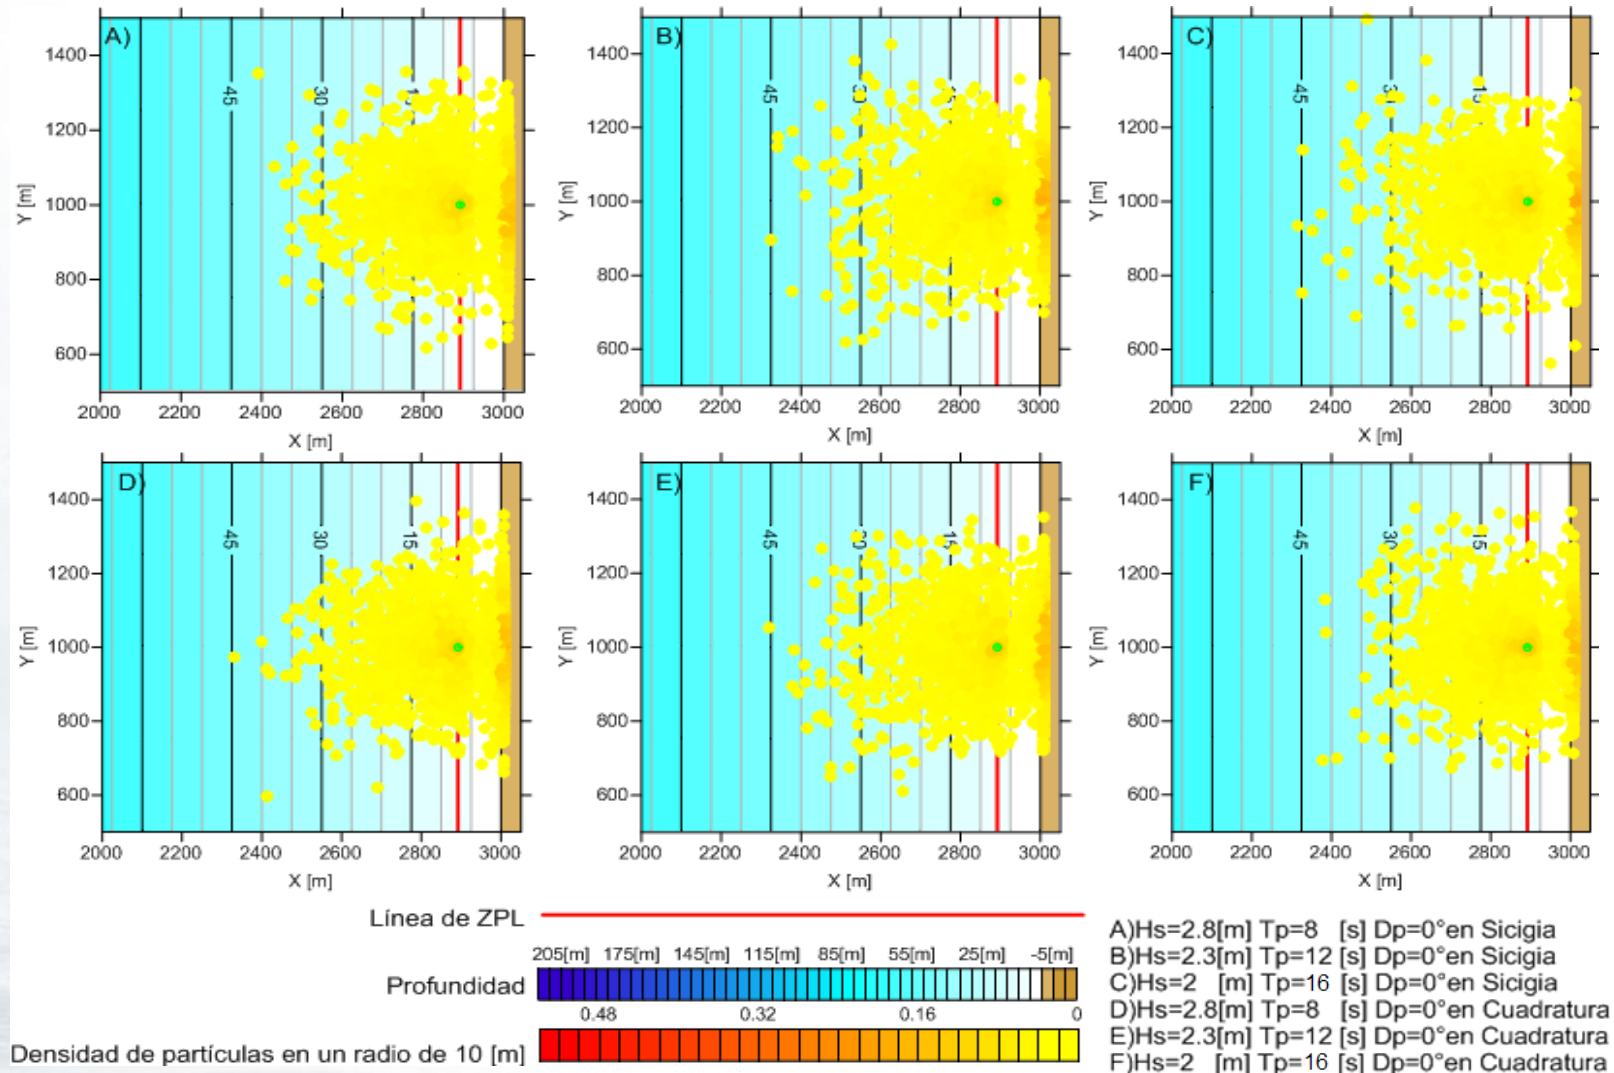 A)
B)
C)
1400
1200
1000
800
600
Y [m]
45
30
15
2000 2200 2400 2600 2800 3000
X [m]
1400
1200
1000
800
600
Y [m]
45
30
2000 2200 2400 2600 2800 3000
X [m]
1400
1200
1000
800
600
Y [m]
45
30
15
2000 2200 2400 2600 2800 3000
X [m]
D)
E)
F)
1400
1200
1000
800
600
Y [m]
45
30
15
2000 2200 2400 2600 2800 3000
X [m]
1400
1200
1000
800
600
Y [m]
45
30
15
2000 2200 2400 2600 2800 3000
X [m]
1400
1200
1000
800
600
Y [m]
45
30
15
2000 2200 2400 2600 2800 3000
X [m]
Línea de ZPL
205[m] 175[m] 145[m] 115[m] 85[m] 55[m] 25[m] -5[m]
Profundidad
0.48 0.32 0.16 0
Densidad de partículas en un radio de 10 [m]
A)Hs=2.8[m] Tp=8 [s] Dp=0°en Sicigia
B)Hs=2.3[m] Tp=12 [s] Dp=0°en Sicigia
C)Hs=2 [m] Tp=16 [s] Dp=0°en Sicigia
D)Hs=2.8[m] Tp=8 [s] Dp=0°en Cuadratura
E)Hs=2.3[m] Tp=12 [s] Dp=0°en Cuadratura
F)Hs=2 [m] Tp=16 [s] Dp=0°en Cuadratura